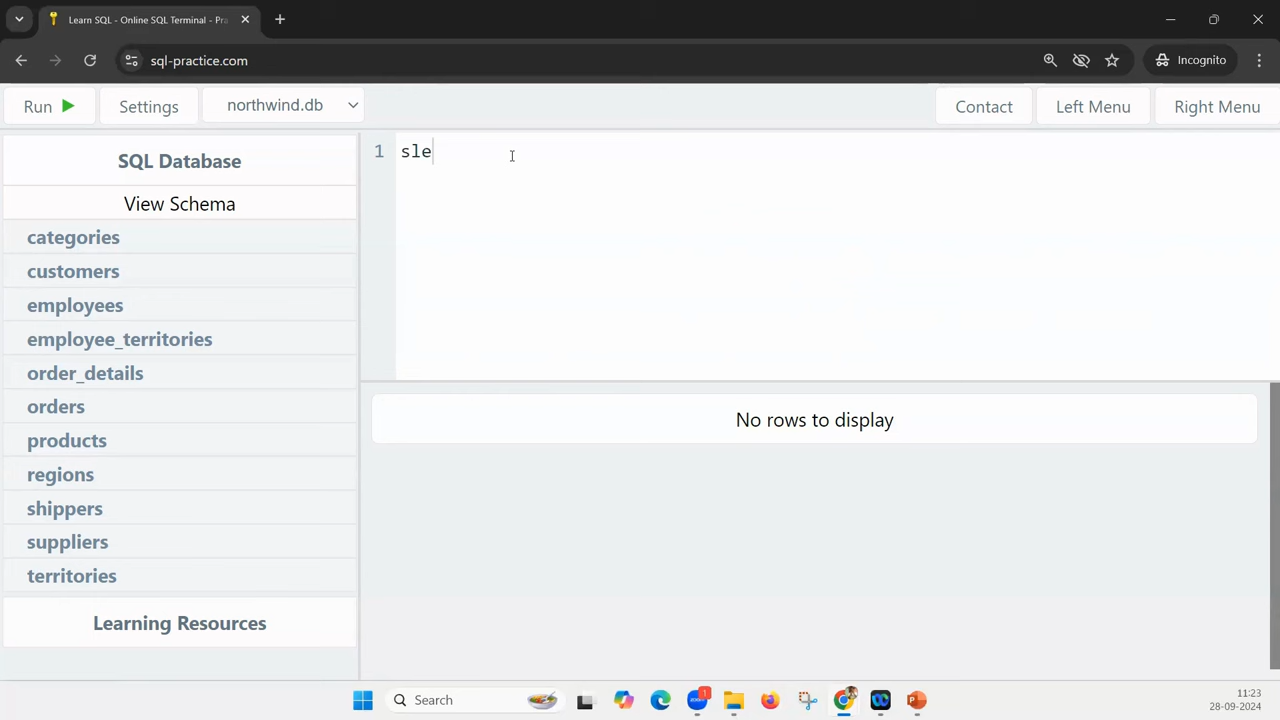 Learn SQL - Online SQL Terminal - Pra
sql-practice.com
Incognito
Run
Settings
northwind.db
Contact
Left Menu
Right Menu
SQL Database
View Schema
categories
customers
employees
employee_territories
order_details
orders
products
regions
shippers
suppliers
territories
Learning Resources
1
sle
No rows to display
Search
zoom
1
11:23
28-09-2024